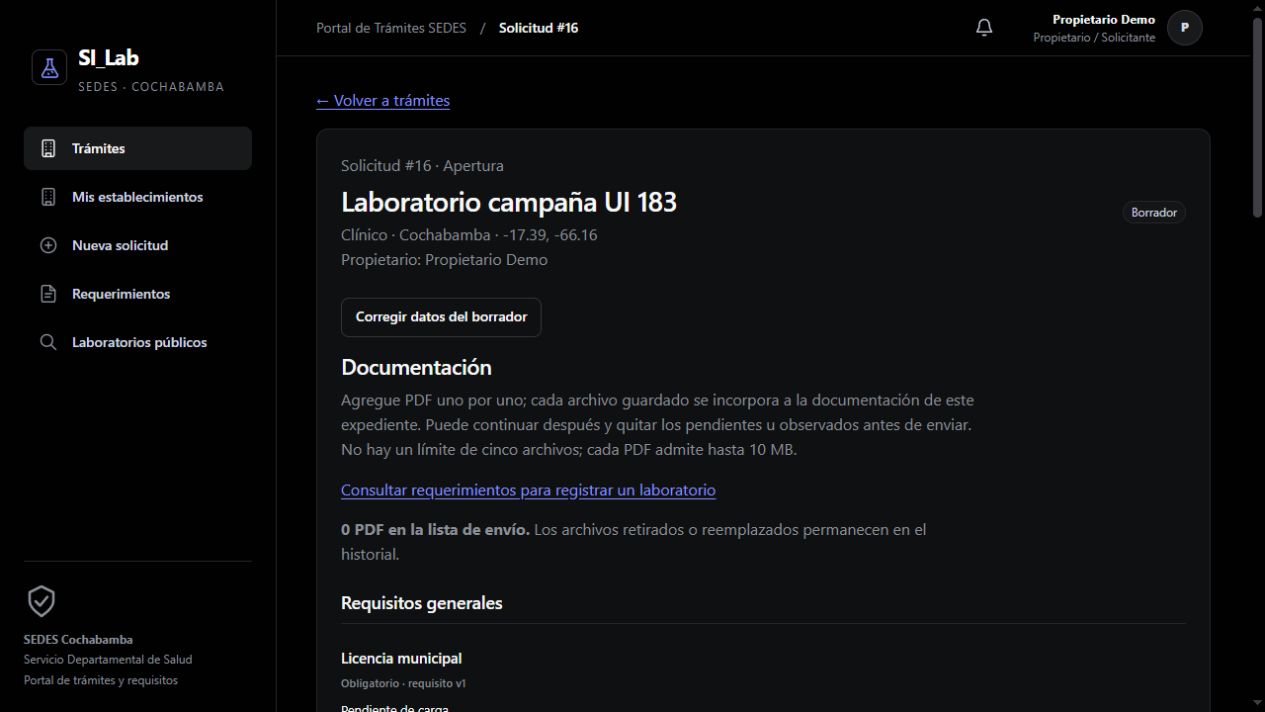 SI_Lab
SEDES - COCHABAMBA
Trámites
Mis establecimientos
Nueva solicitud
Requerimientos
Laboratorios públicos
SEDES Cochabamba
Servicio Departamental de Salud
Portal de trámites y requisitos
Portal de Trámites SEDES / Solicitud #16
Propietario Demo
Propietario / Solicitante
P
← Volver a trámites
Solicitud #16 · Apertura
Laboratorio campaña UI 183
Borrador
Clínico · Cochabamba · -17.39, -66.16
Propietario: Propietario Demo
Corregir datos del borrador
Documentación
Agregue PDF uno por uno; cada archivo guardado se incorpora a la documentación de este
expediente. Puede continuar después y quitar los pendientes u observados antes de enviar.
No hay un límite de cinco archivos; cada PDF admite hasta 10 MB.
Consultar requerimientos para registrar un laboratorio
0 PDF en la lista de envío. Los archivos retirados o reemplazados permanecen en el
historial.
Requisitos generales
Licencia municipal
Obligatorio · requisito v1
Pendiente de carga